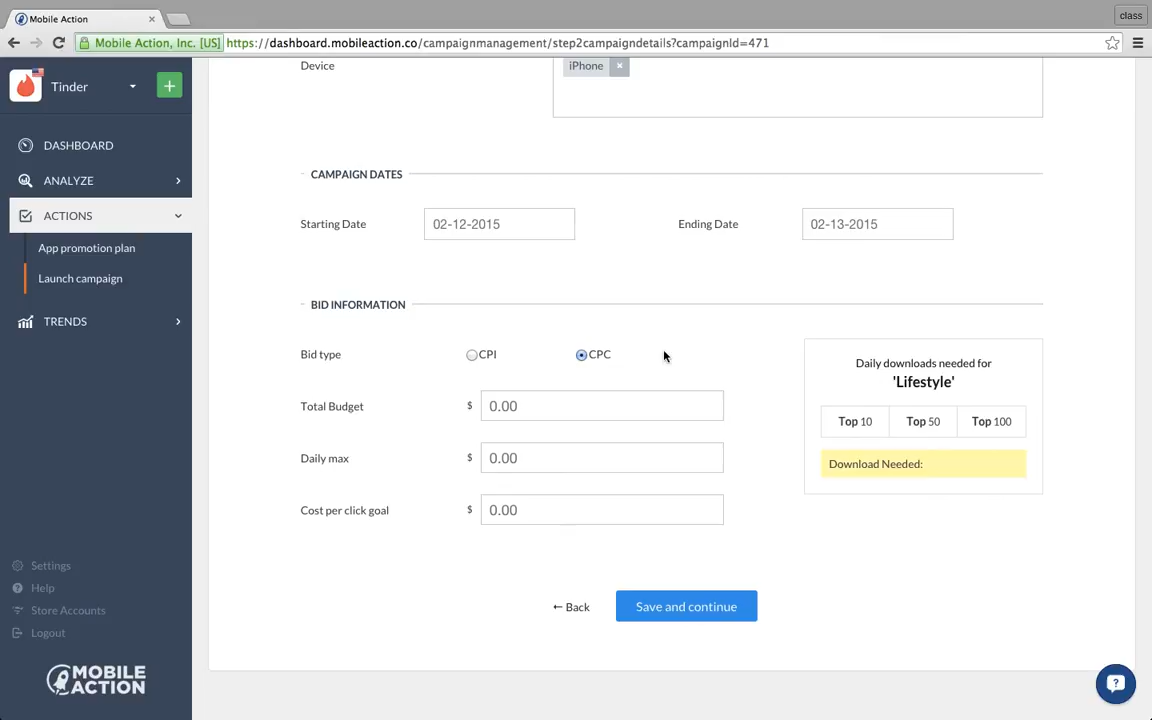 Mobile Action
×
class
Mobile Action, Inc. [US]
https://dashboard.mobileaction.co/campaignmanagement/step2campaigndetails?campaignId=471
Tinder
+
DASHBOARD
ANALYZE
ACTIONS
App promotion plan
Launch campaign
TRENDS
Settings
Help
Store Accounts
Logout
MOBILE
ACTION
Device
iPhone ×
CAMPAIGN DATES
Starting Date 02-12-2015 Ending Date 02-13-2015
BID INFORMATION
Bid type CPI CPC
Total Budget $ 0.00
Daily max $ 0.00
Cost per click goal $ 0.00
Daily downloads needed for
'Lifestyle'
Top 10 Top 50 Top 100
Download Needed:
← Back Save and continue
?